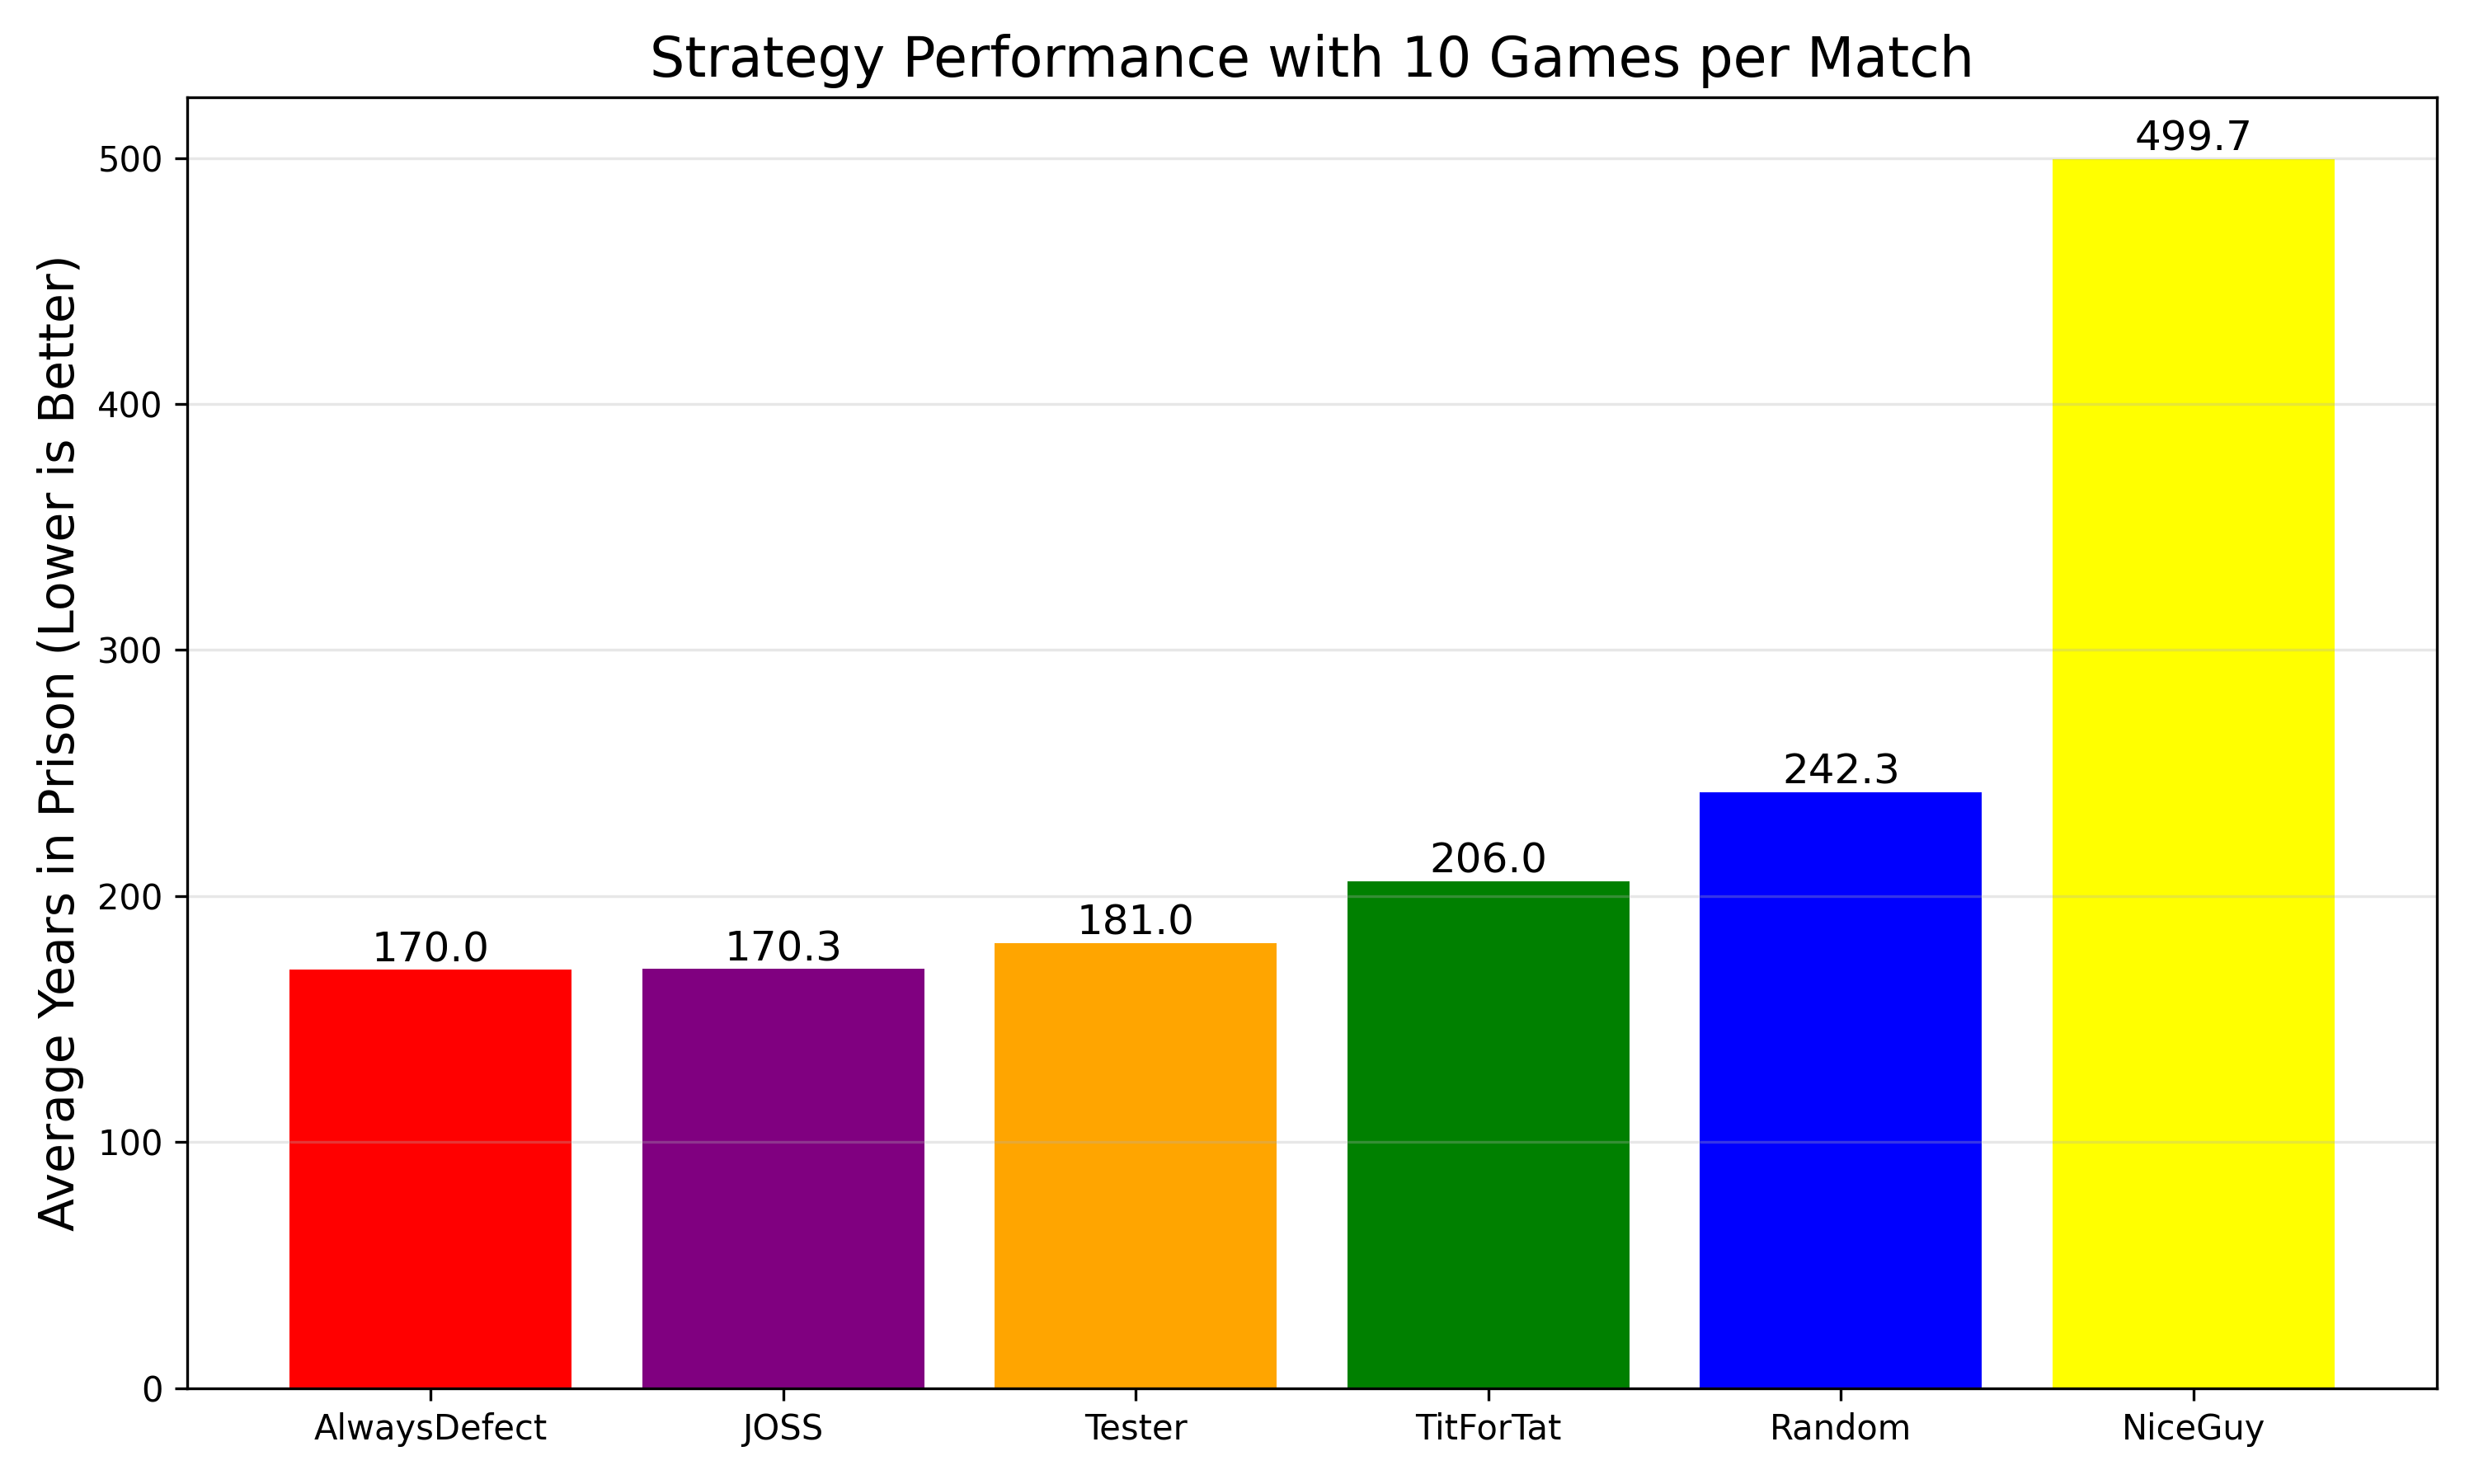 Strategy Performance with 10 Games per Match
Average Years in Prison (Lower is Better)
500
400
300
200
100
0
170.0
170.3
181.0
206.0
242.3
499.7
AlwaysDefect
JOSS
Tester
TitForTat
Random
NiceGuy